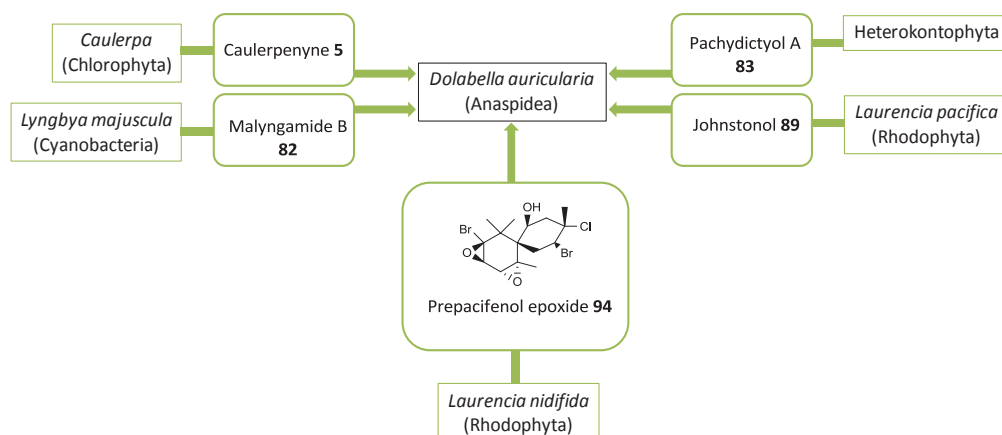 Caulerpa
(Chlorophyta)
Caulerpenyne 5
Pachydictyol A
83
Heterokontophyta
Dolabella auricularia
(Anaspidea)
Lyngbya majuscula
(Cyanobacteria)
Malyngamide B
82
Johnstonol 89
Laurencia pacifica
(Rhodophyta)
OH
Br
Cl
Br
O
O
Prepacifenol epoxide 94
Laurencia nidifida
(Rhodophyta)